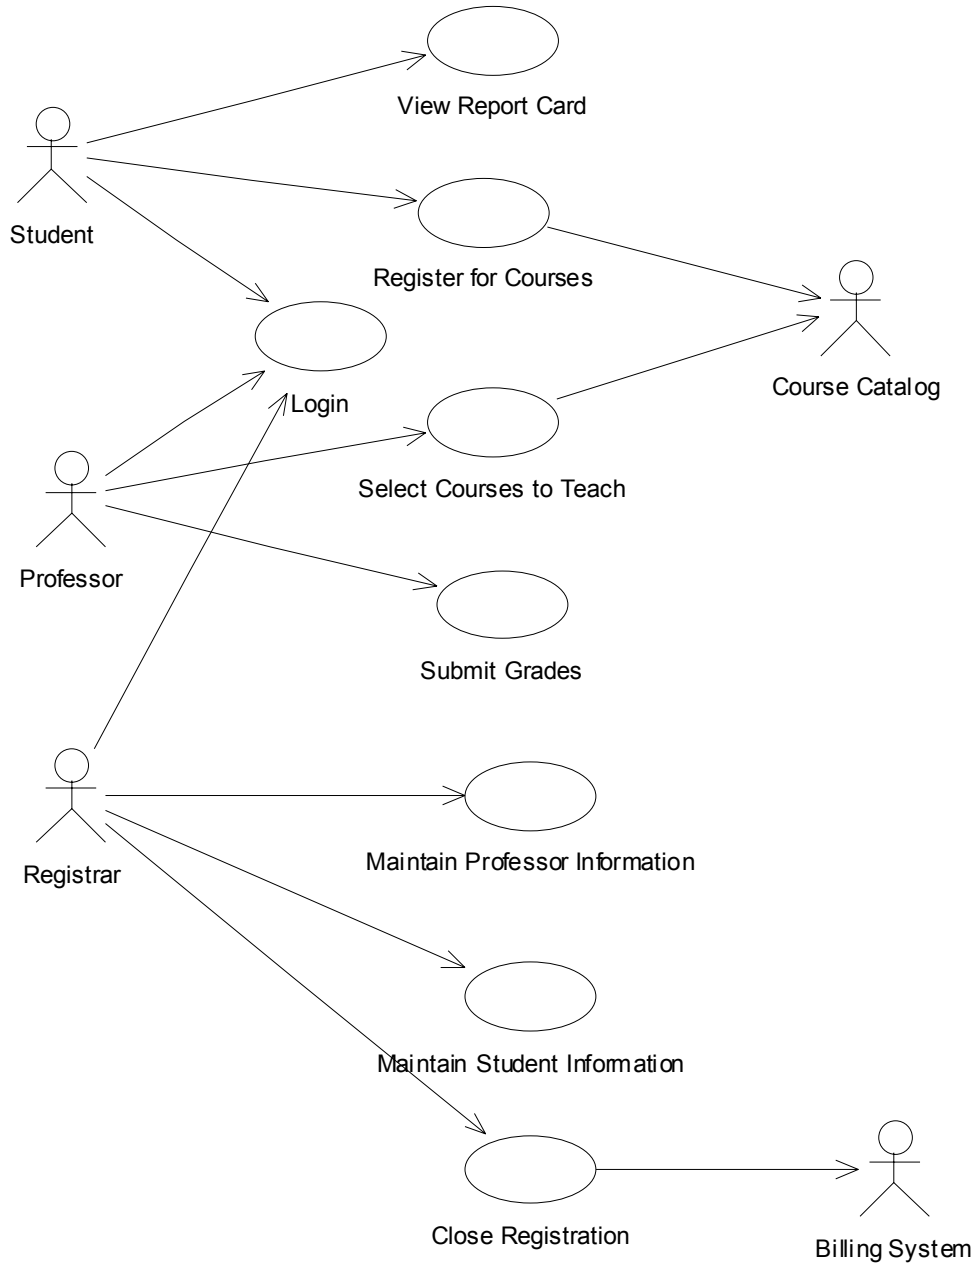 View Report Card
Student
Register for Courses
Course Catalog
Login
Select Courses to Teach
Professor
Submit Grades
Maintain Professor Information
Registrar
Maintain Student Information
Close Registration
Billing System